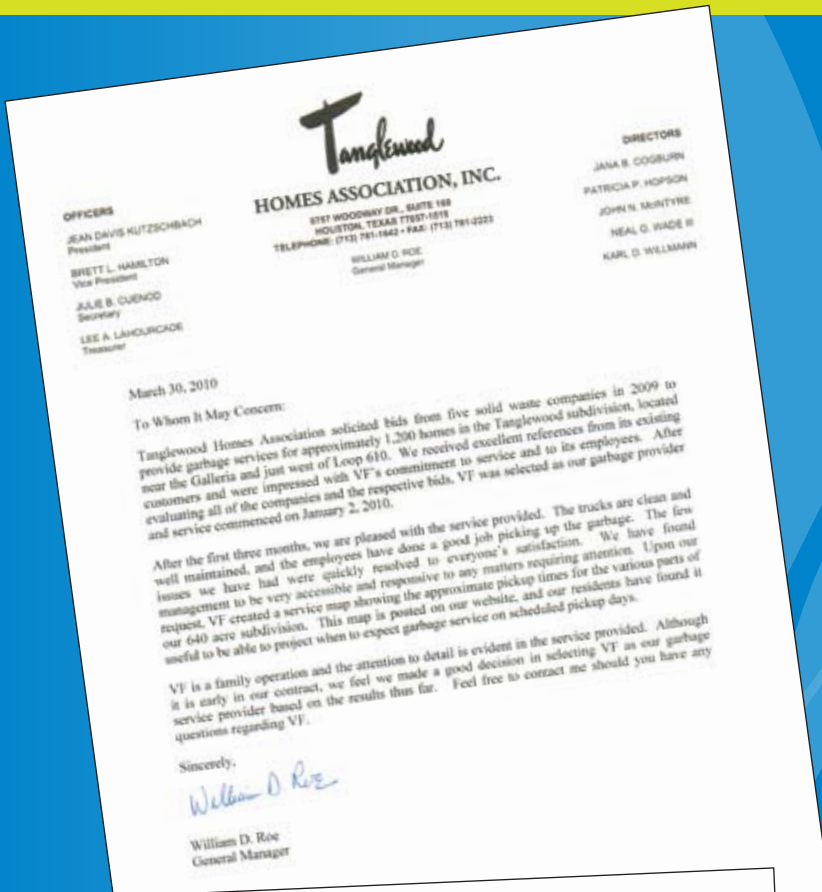 Tanglewood
HOMES ASSOCIATION, INC.
5757 WOODWAY DR., SUITE 168
HOUSTON, TEXAS 77057-1515
TELEPHONE: (713) 781-1642 • FAX: (713) 781-2223
WILLIAM D. ROE
General Manager
OFFICERS
JEAN DAVIS KUTZSCHBACH
President
BRETT L. HAMILTON
Vice President
JULIE B. CUENOD
Secretary
LEE A. LAHOURCADE
Treasurer
DIRECTORS
JANA B. COGBURN
PATRICIA P. HOPSON
JOHN N. McINTYRE
NEAL O. WADE III
KARL D. WILLMANN
March 30, 2010
To Whom It May Concern:
Tanglewood Homes Association solicited bids from five solid waste companies in 2009 to
provide garbage services for approximately 1,200 homes in the Tanglewood subdivision, located
near the Galleria and just west of Loop 610. We received excellent references from its existing
customers and were impressed with VF's commitment to service and to its employees. After
evaluating all of the companies and the respective bids, VF was selected as our garbage provider
and service commenced on January 2, 2010.
After the first three months, we are pleased with the service provided. The trucks are clean and
well maintained, and the employees have done a good job picking up the garbage. The few
issues we have had were quickly resolved to everyone's satisfaction. We have found
management to be very accessible and responsive to any matters requiring attention. Upon our
request, VF created a service map showing the approximate pickup times for the various parts of
our 640 acre subdivision. This map is posted on our website, and our residents have found it
useful to be able to project when to expect garbage service on scheduled pickup days.
VF is a family operation and the attention to detail is evident in the service provided. Although
it is early in our contract, we feel we made a good decision in selecting VF as our garbage
service provider based on the results thus far. Feel free to contact me should you have any
questions regarding VF.
Sincerely,
William D. Roe
William D. Roe
General Manager